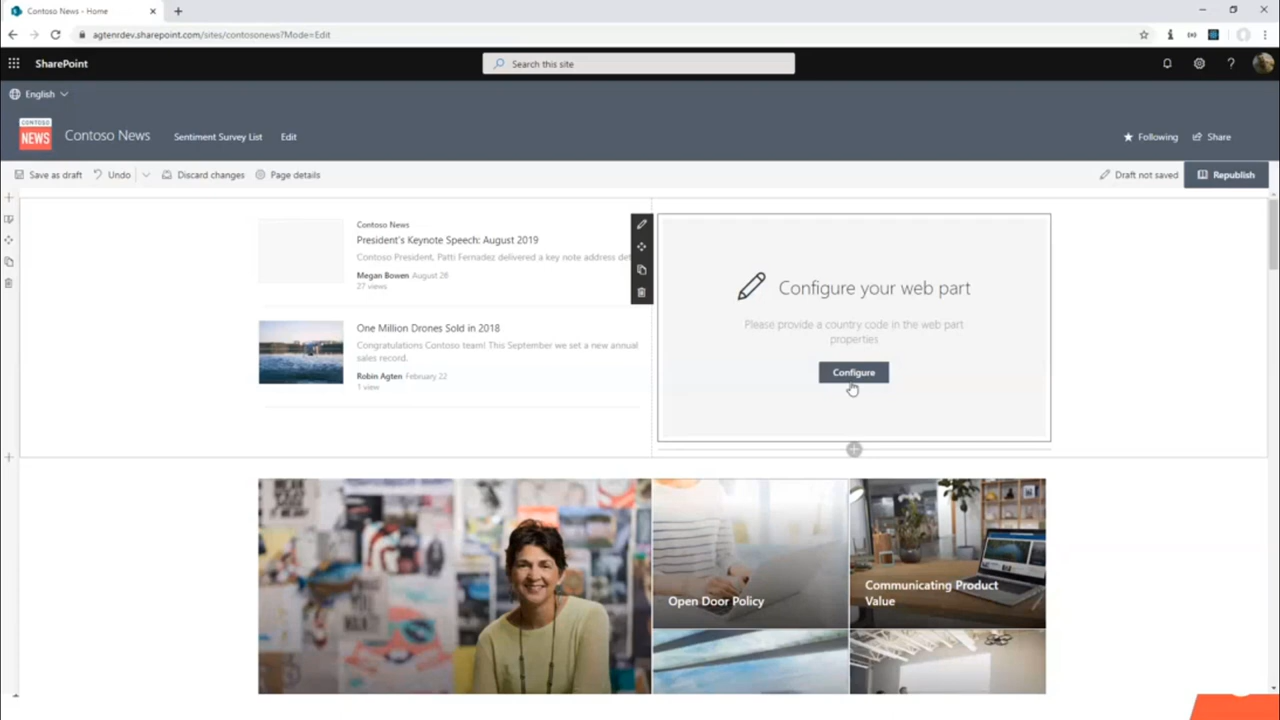 Contoso News - Home
agtenrdev.sharepoint.com/sites/contosonews?Mode=Edit
SharePoint
Search this site
English
CONTOSO
NEWS
Contoso News
Sentiment Survey List
Edit
Following
Share
Save as draft
Undo
Discard changes
Page details
Draft not saved
Republish
Contoso News
President's Keynote Speech: August 2019
Contoso President, Patti Fernadez delivered a key note address
Megan Bowen August 28
27 views
One Million Drones Sold in 2018
Congratulations Contoso team! This September we set a new annual
sales record.
Robin Agten February 22
1 view
Configure your web part
Please provide a country code in the web part
properties
Configure
Open Door Policy
Communicating Product
Value